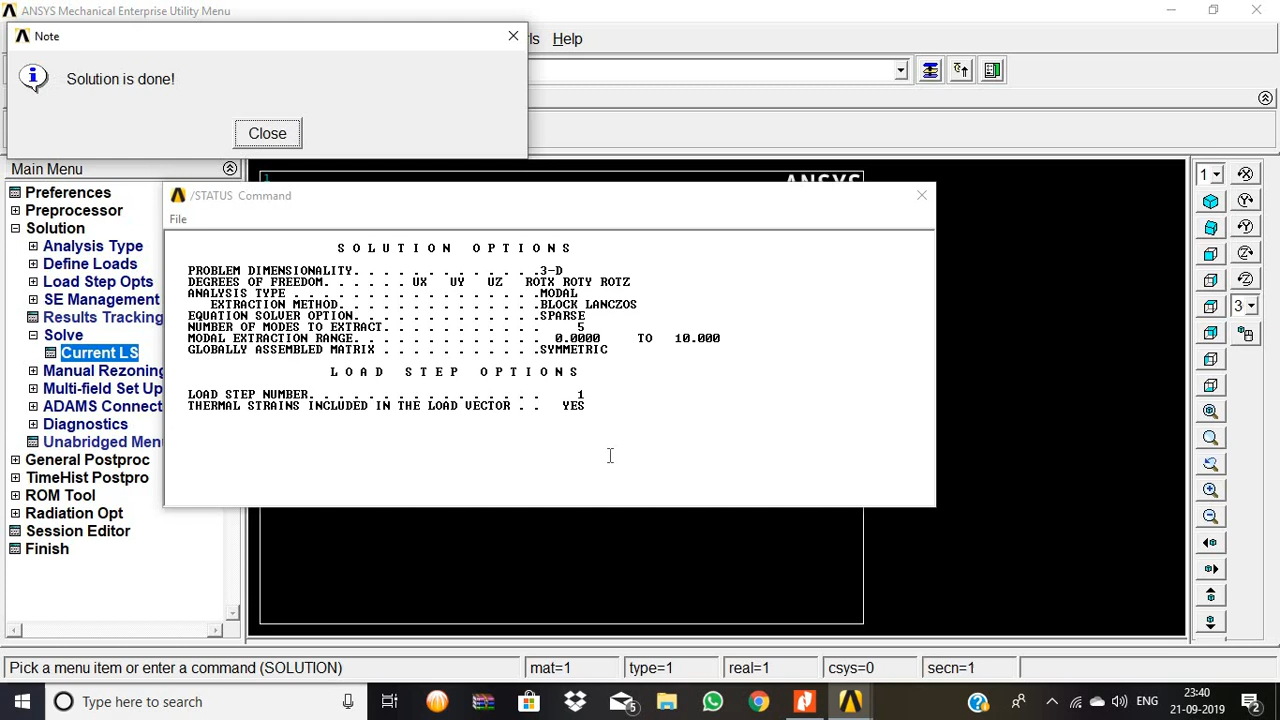 ANSYS Mechanical Enterprise Utility Menu
Note
Help
Solution is done!
Close
Main Menu
Preferences
Preprocessor
Solution
Analysis Type
Define Loads
Load Step Opts
SE Management
Results Tracking
Solve
Current LS
Manual Rezoning
Multi-field Set Up
ADAMS Connect
Diagnostics
Unabridged Menu
General Postproc
TimeHist Postpro
ROM Tool
Radiation Opt
Session Editor
Finish
1
ANSYS
/STATUS Command
File
S O L U T I O N   O P T I O N S
PROBLEM DIMENSIONALITY. . . . . . . . . . . . .3-D
DEGREES OF FREEDOM. . . . . . UX   UY   UZ   ROTX ROTY ROTZ
ANALYSIS TYPE . . . . . . . . . . . . . . . . .MODAL
EXTRACTION METHOD. . . . . . . . . . . . . .BLOCK LANCZOS
EQUATION SOLVER OPTION. . . . . . . . . . . . .SPARSE
NUMBER OF MODES TO EXTRACT. . . . . . . . . . .    5
MODAL EXTRACTION RANGE. . . . . . . . . . . . .  0.0000     TO   10.000
GLOBALLY ASSEMBLED MATRIX . . . . . . . . . . .SYMMETRIC
L O A D   S T E P   O P T I O N S
LOAD STEP NUMBER. . . . . . . . . . . . . . . .    1
THERMAL STRAINS INCLUDED IN THE LOAD VECTOR . .   YES
1
3
Pick a menu item or enter a command (SOLUTION)
mat=1
type=1
real=1
csys=0
secn=1
Type here to search
5
ENG
23:40
21-09-2019
2